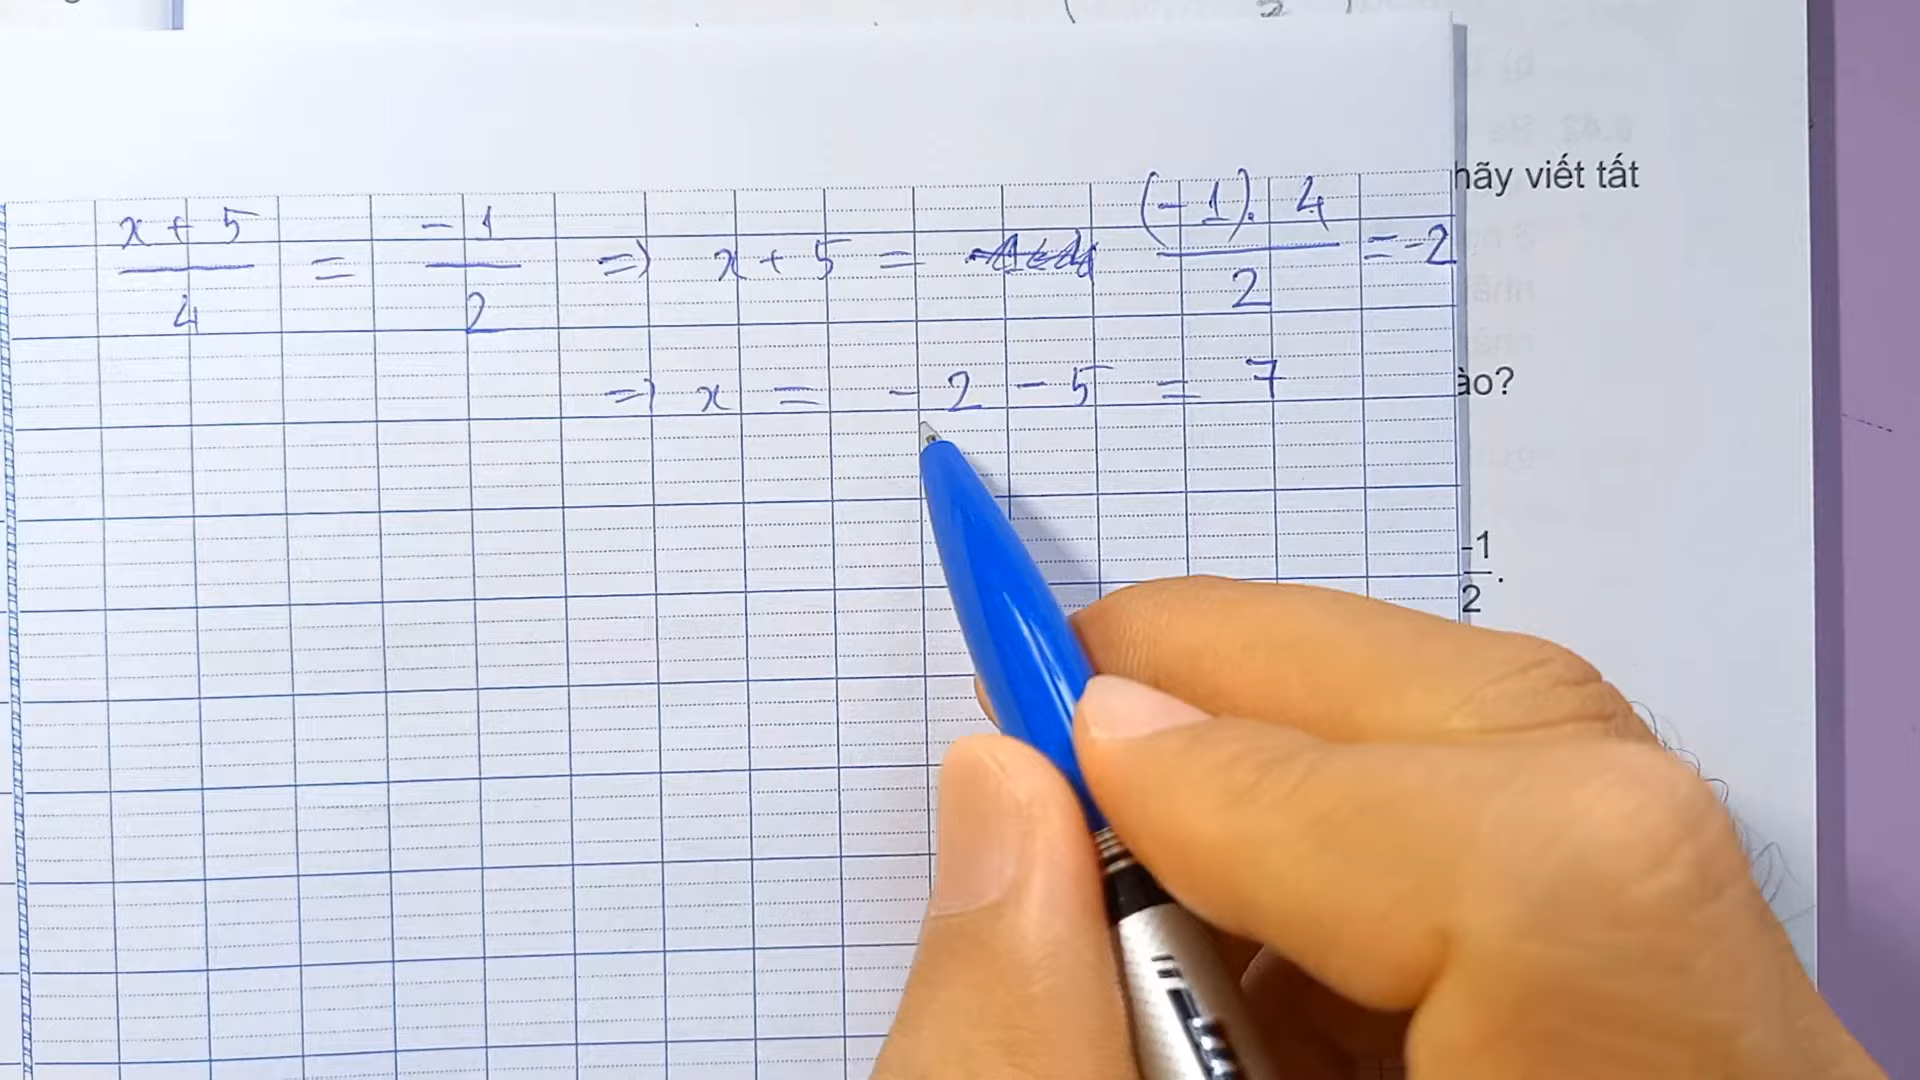 x + 5 / 4 = -1 / 2 => x + 5 = (-1). 4 / 2 = -2
hãy viết tất
=> x = - 2 - 5 = 7
ào?
-1 / 2 .